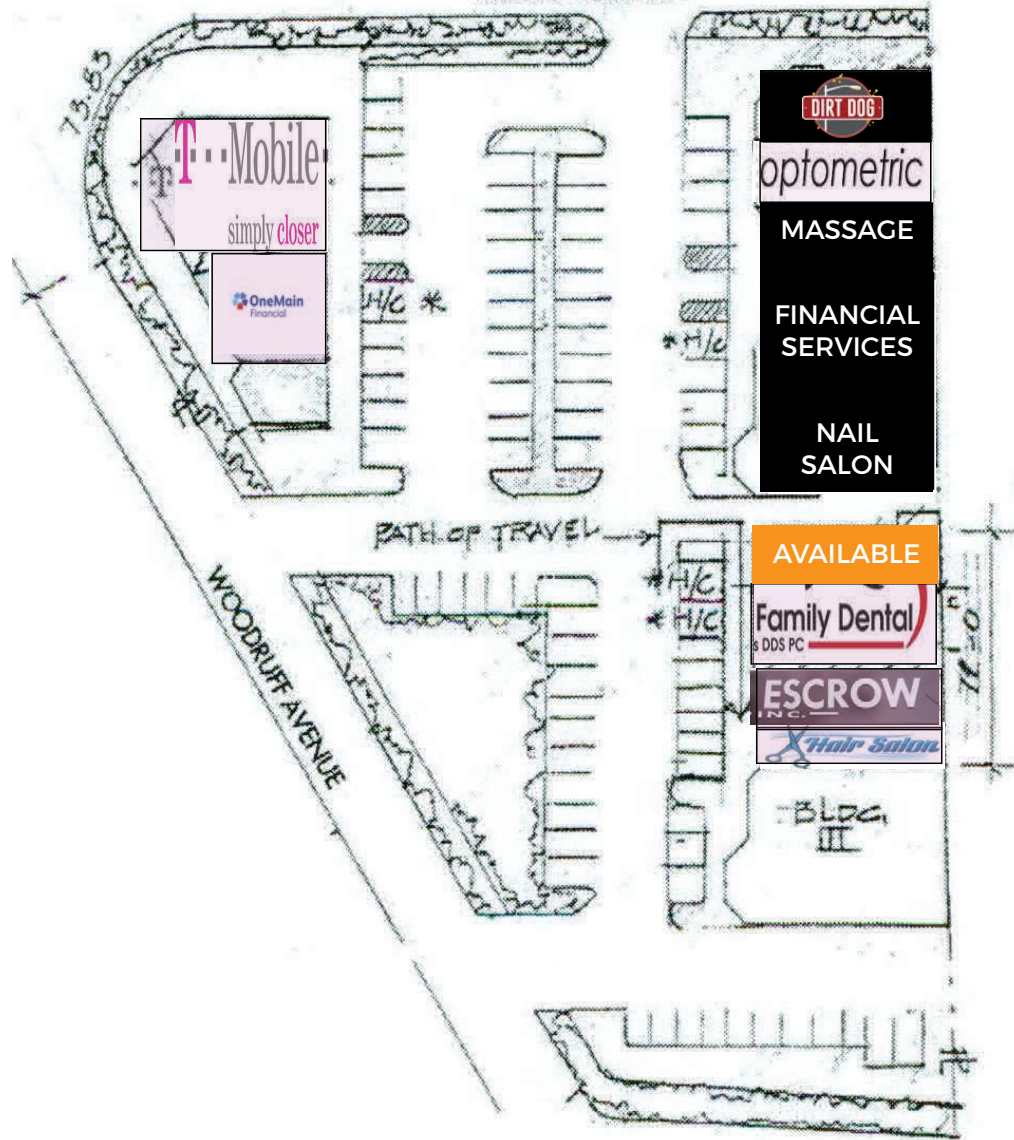 73.83
DIRT DOG
T··Mobile·
simply closer
optometric
MASSAGE
OneMain
Financial
H/C *
FINANCIAL
SERVICES
* H/C
NAIL
SALON
PATH OF TRAVEL
AVAILABLE
* H/C
* H/C
Family Dental
s DDS PC
WOODRUFF AVENUE
ESCROW
INC.
Hair Salon
BLDG.
III